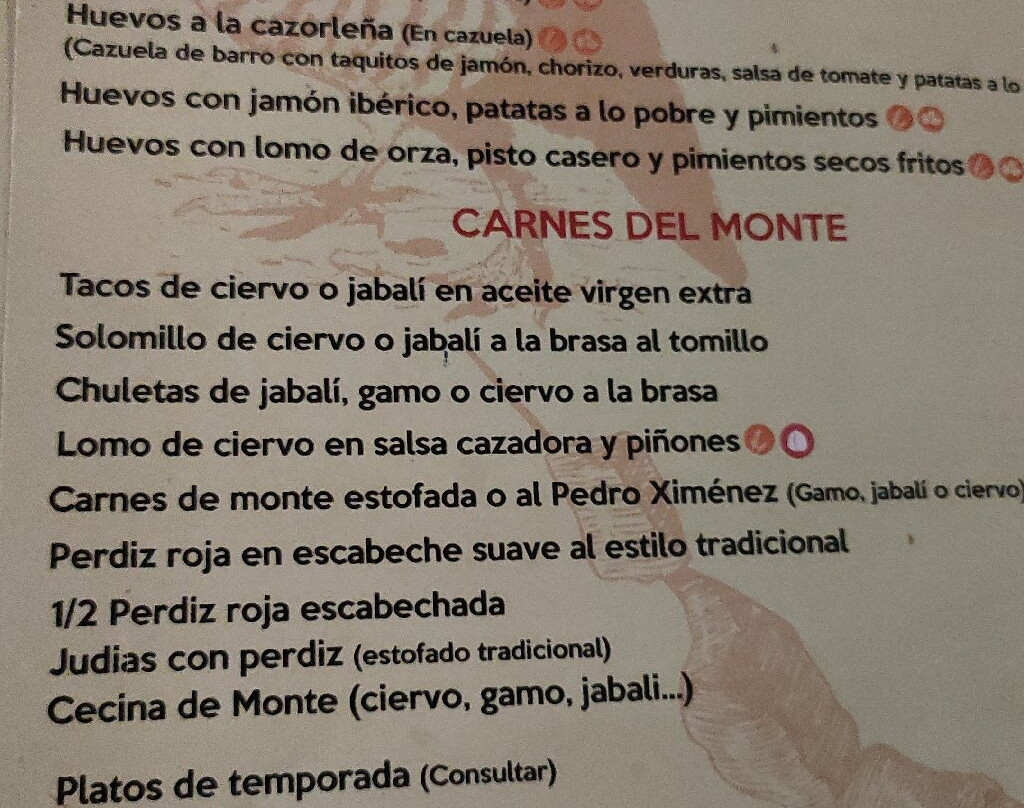 Huevos a la cazorleña (En cazuela)
(Cazuela de barro con taquitos de jamón, chorizo, verduras, salsa de tomate y patatas a lo
Huevos con jamón ibérico, patatas a lo pobre y pimientos
Huevos con lomo de orza, pisto casero y pimientos secos fritos
CARNES DEL MONTE
Tacos de ciervo o jabalí en aceite virgen extra
Solomillo de ciervo o jabalí a la brasa al tomillo
Chuletas de jabalí, gamo o ciervo a la brasa
Lomo de ciervo en salsa cazadora y piñones
Carnes de monte estofada o al Pedro Ximénez (Gamo, jabalí o ciervo)
Perdiz roja en escabeche suave al estilo tradicional
1/2 Perdiz roja escabechada
Judias con perdiz (estofado tradicional)
Cecina de Monte (ciervo, gamo, jabali...)
Platos de temporada (Consultar)